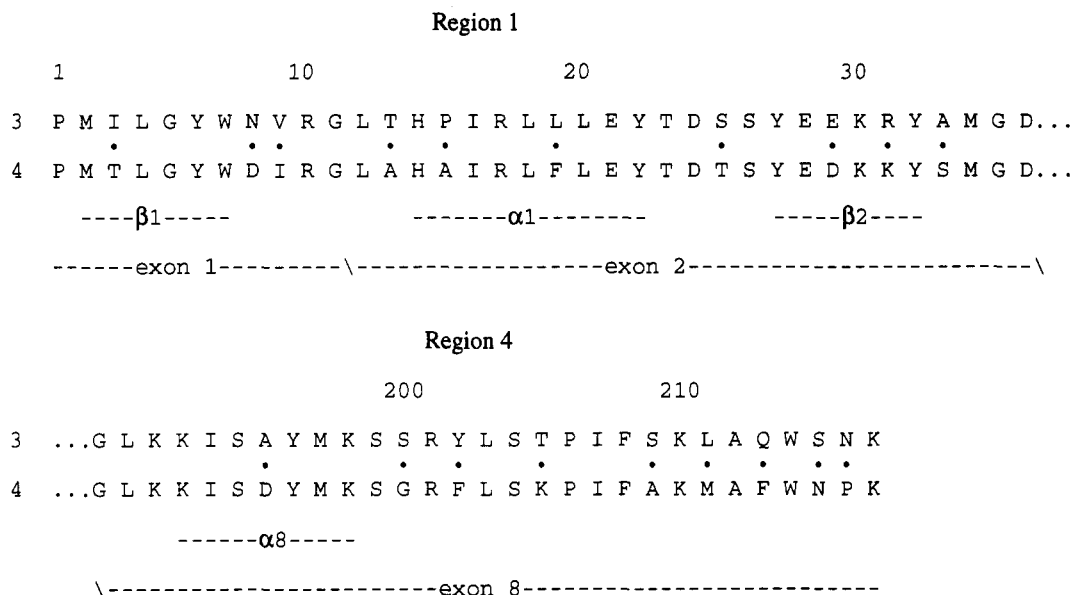 Region 1
1 10 20 30
3 P M I L G Y W N V R G L T H P I R L L L E Y T D S S Y E E K R Y A M G D...
• • • • • • • • • •
4 P M T L G Y W D I R G L A H A I R L F L E Y T D T S Y E D K K Y S M G D...
----β1----- -------α1-------- -----β2----
------exon 1---------\----------------exon 2-------------------------\
Region 4
200 210
3 ...G L K K I S A Y M K S S R Y L S T P I F S K L A Q W S N K
• • • • • • • • •
4 ...G L K K I S D Y M K S G R F L S K P I F A K M A F W N P K
------α8-----
\------------------------exon 8--------------------------